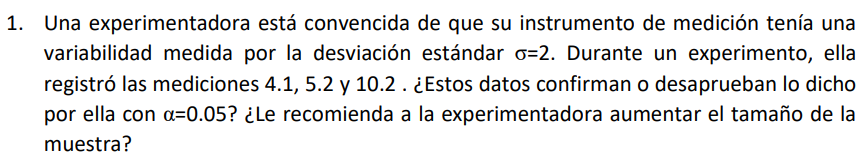 1. Una experimentadora está convencida de que su instrumento de medición tenía una
variabilidad medida por la desviación estándar σ=2. Durante un experimento, ella
registró las mediciones 4.1, 5.2 y 10.2 . ¿Estos datos confirman o desaprueban lo dicho
por ella con α=0.05? ¿Le recomienda a la experimentadora aumentar el tamaño de la
muestra?